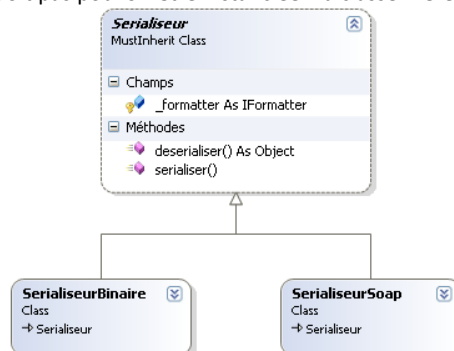 Serialiseur
MustInherit Class
Champs
_formatter As IFormatter
Méthodes
deserialiser() As Object
serialiser()
SerialiseurBinaire
Class
Serialiseur
SerialiseurSoap
Class
Serialiseur